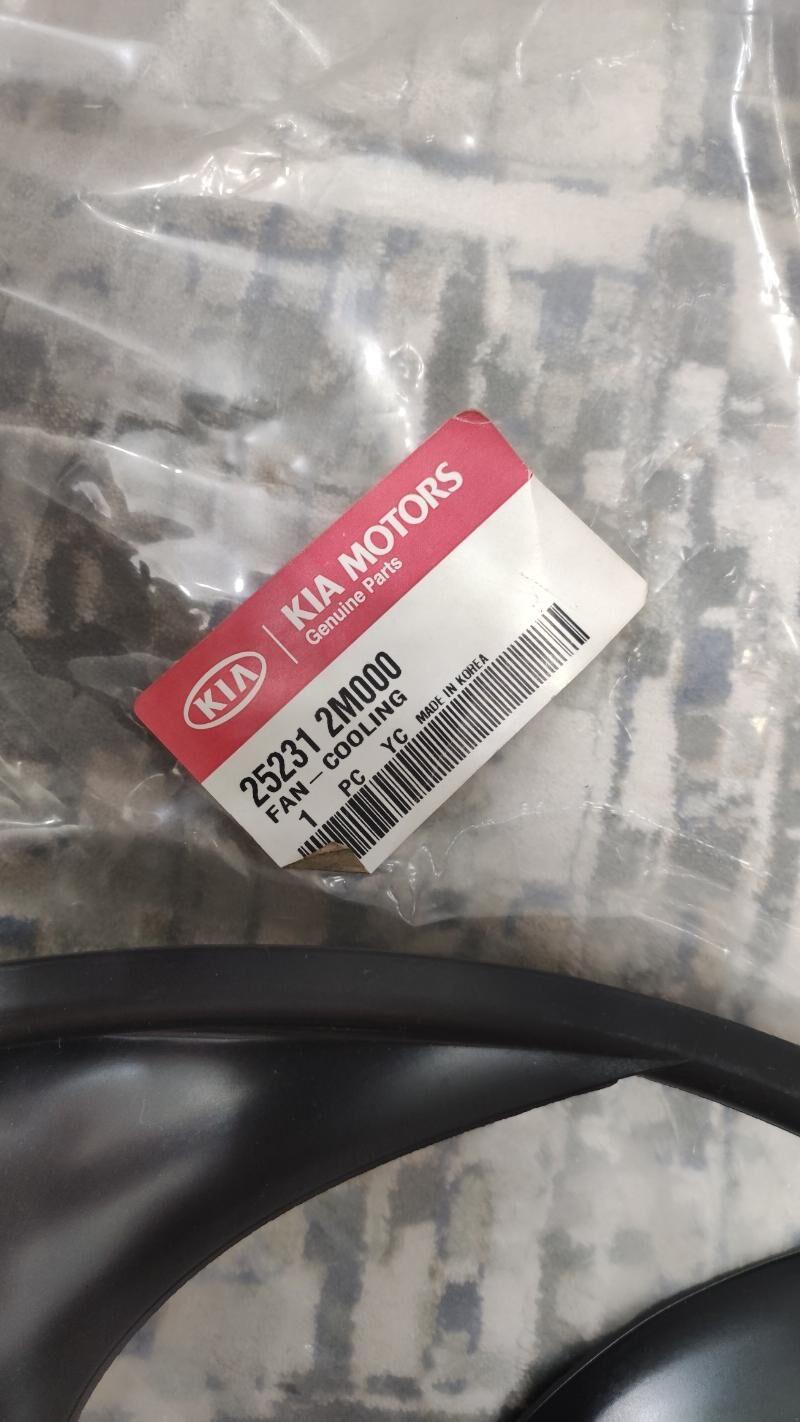 KIA
KIA MOTORS
Genuine Parts
25231 2M000
FAN – COOLING
1 PC YC MADE IN KOREA